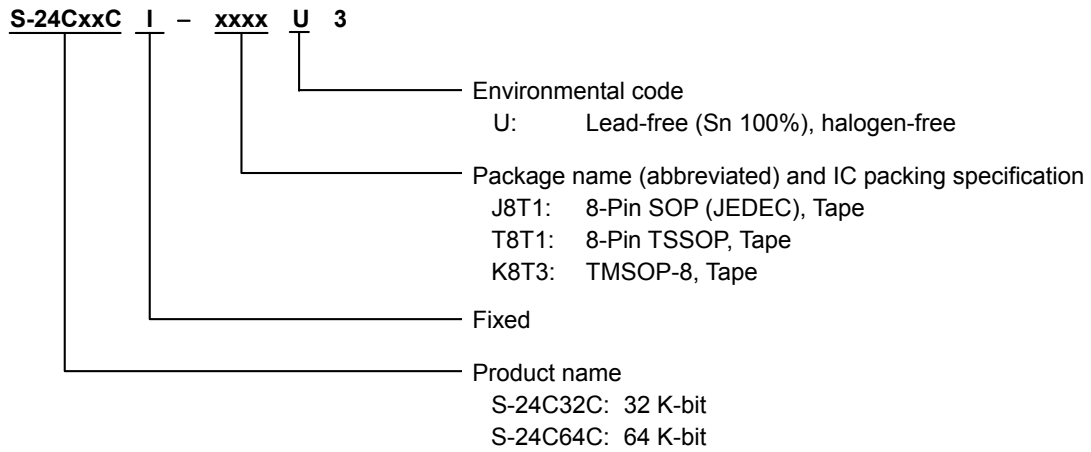 S-24CxxC I – xxxx U 3
Environmental code
U: Lead-free (Sn 100%), halogen-free
Package name (abbreviated) and IC packing specification
J8T1: 8-Pin SOP (JEDEC), Tape
T8T1: 8-Pin TSSOP, Tape
K8T3: TMSOP-8, Tape
Fixed
Product name
S-24C32C: 32 K-bit
S-24C64C: 64 K-bit